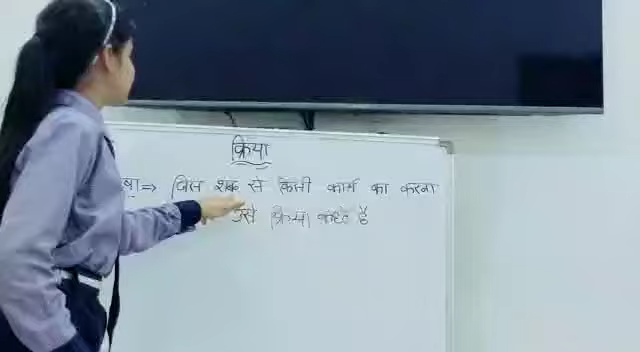 क्रिया
षा => जिस शब्द से किसी कार्य का करना
उसे क्रिया कहते है